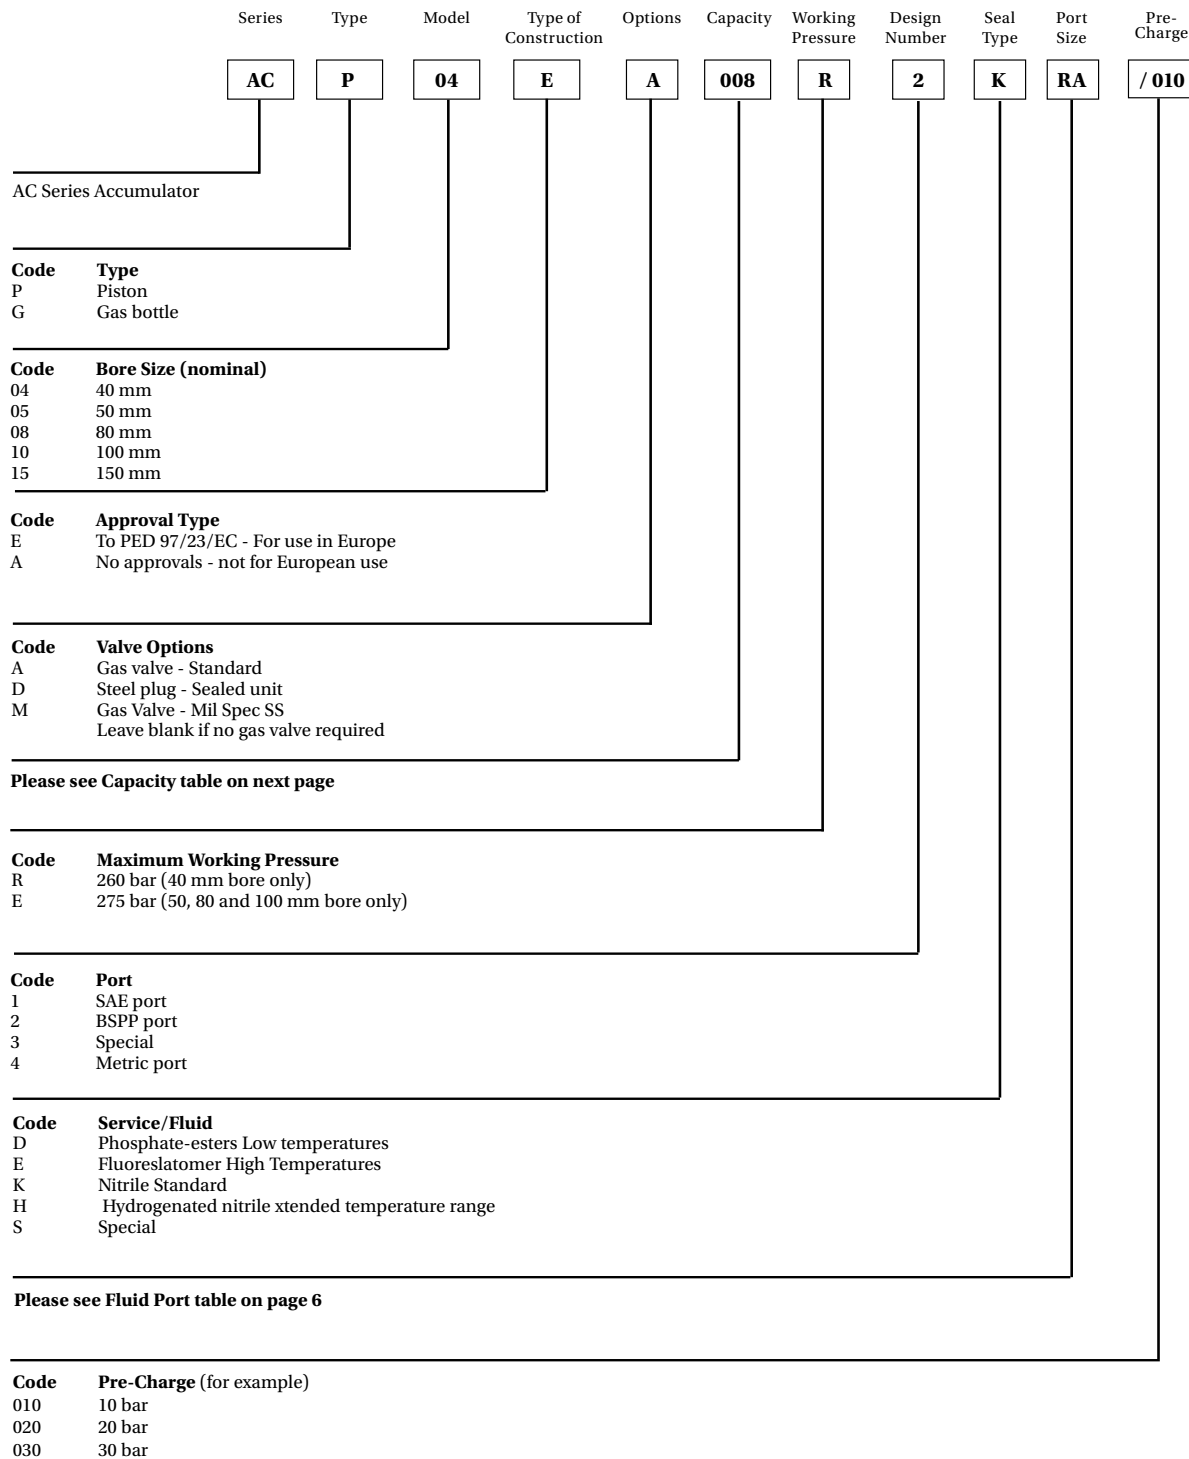 Series Type Model Type of Options Capacity Working Design Seal Port Pre-
Construction Pressure Number Type Size Charge
AC P 04 E A 008 R 2 K RA / 010
AC Series Accumulator
Code Type
P Piston
G Gas bottle
Code Bore Size (nominal)
04 40 mm
05 50 mm
08 80 mm
10 100 mm
15 150 mm
Code Approval Type
E To PED 97/23/EC - For use in Europe
A No approvals - not for European use
Code Valve Options
A Gas valve - Standard
D Steel plug - Sealed unit
M Gas Valve - Mil Spec SS
Leave blank if no gas valve required
Please see Capacity table on next page
Code Maximum Working Pressure
R 260 bar (40 mm bore only)
E 275 bar (50, 80 and 100 mm bore only)
Code Port
1 SAE port
2 BSPP port
3 Special
4 Metric port
Code Service/Fluid
D Phosphate-esters Low temperatures
E Fluoreslatomer High Temperatures
K Nitrile Standard
H Hydrogenated nitrile xtended temperature range
S Special
Please see Fluid Port table on page 6
Code Pre-Charge (for example)
010 10 bar
020 20 bar
030 30 bar